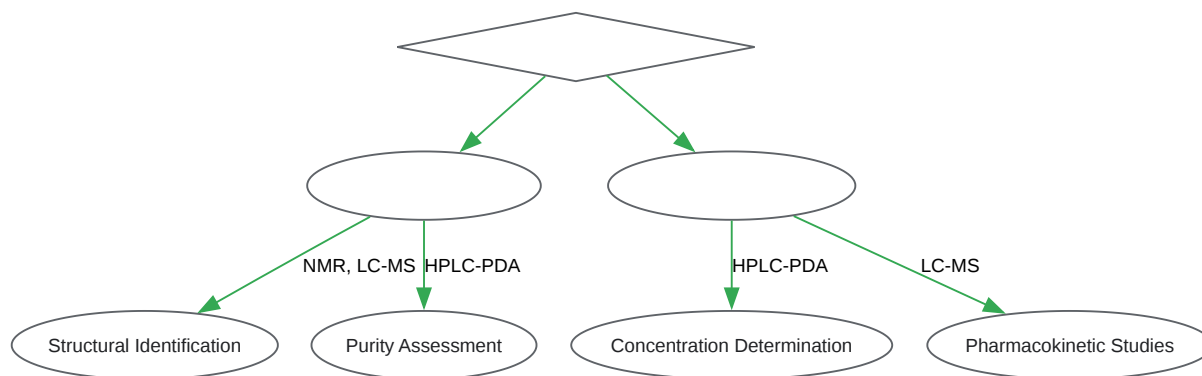 NMR, LC-MS
HPLC-PDA
HPLC-PDA
LC-MS
Structural Identification
Purity Assessment
Concentration Determination
Pharmacokinetic Studies